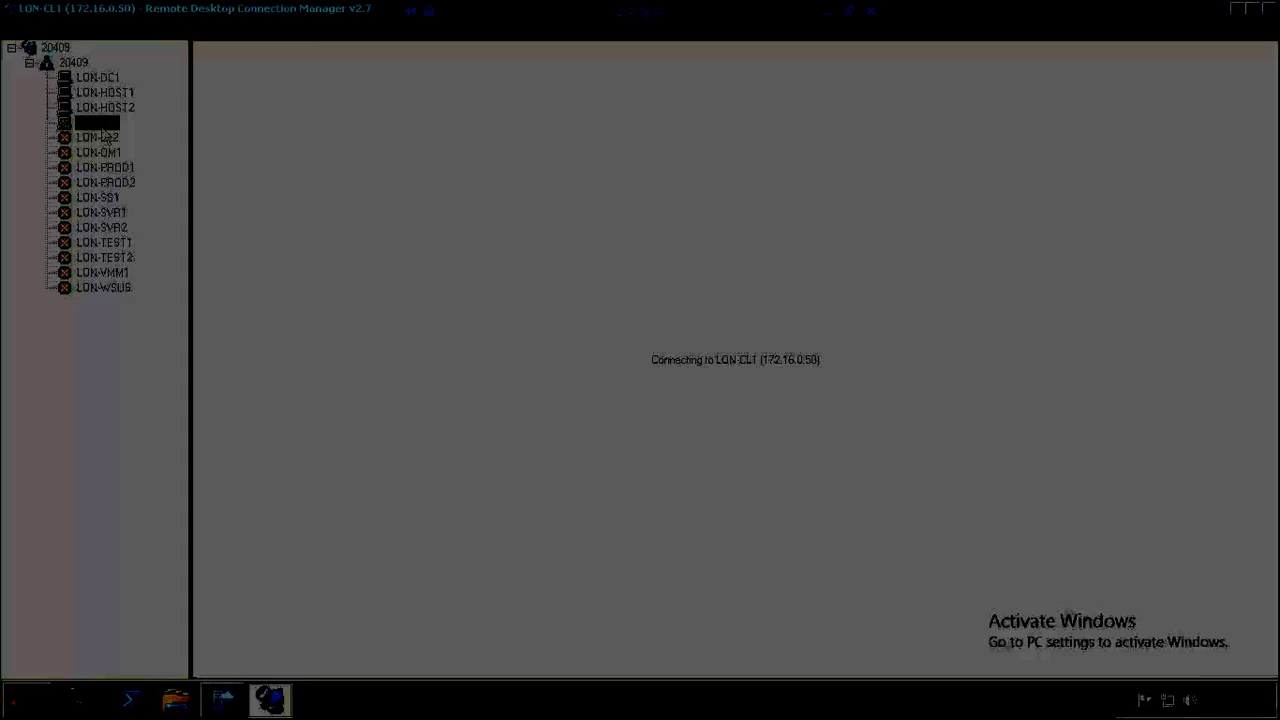 LON-CL1 (172.16.0.50) - Remote Desktop Connection Manager v2.7
20409
20409
LON-DC1
LON-HOST1
LON-HOST2
LON-CL2
LON-OM1
LON-PROD1
LON-PROD2
LON-SS1
LON-SVR1
LON-SVR2
LON-TEST1
LON-TEST2
LON-VMM1
LON-WSUS
Connecting to LON-CL1 (172.16.0.50)
Activate Windows
Go to PC settings to activate Windows.